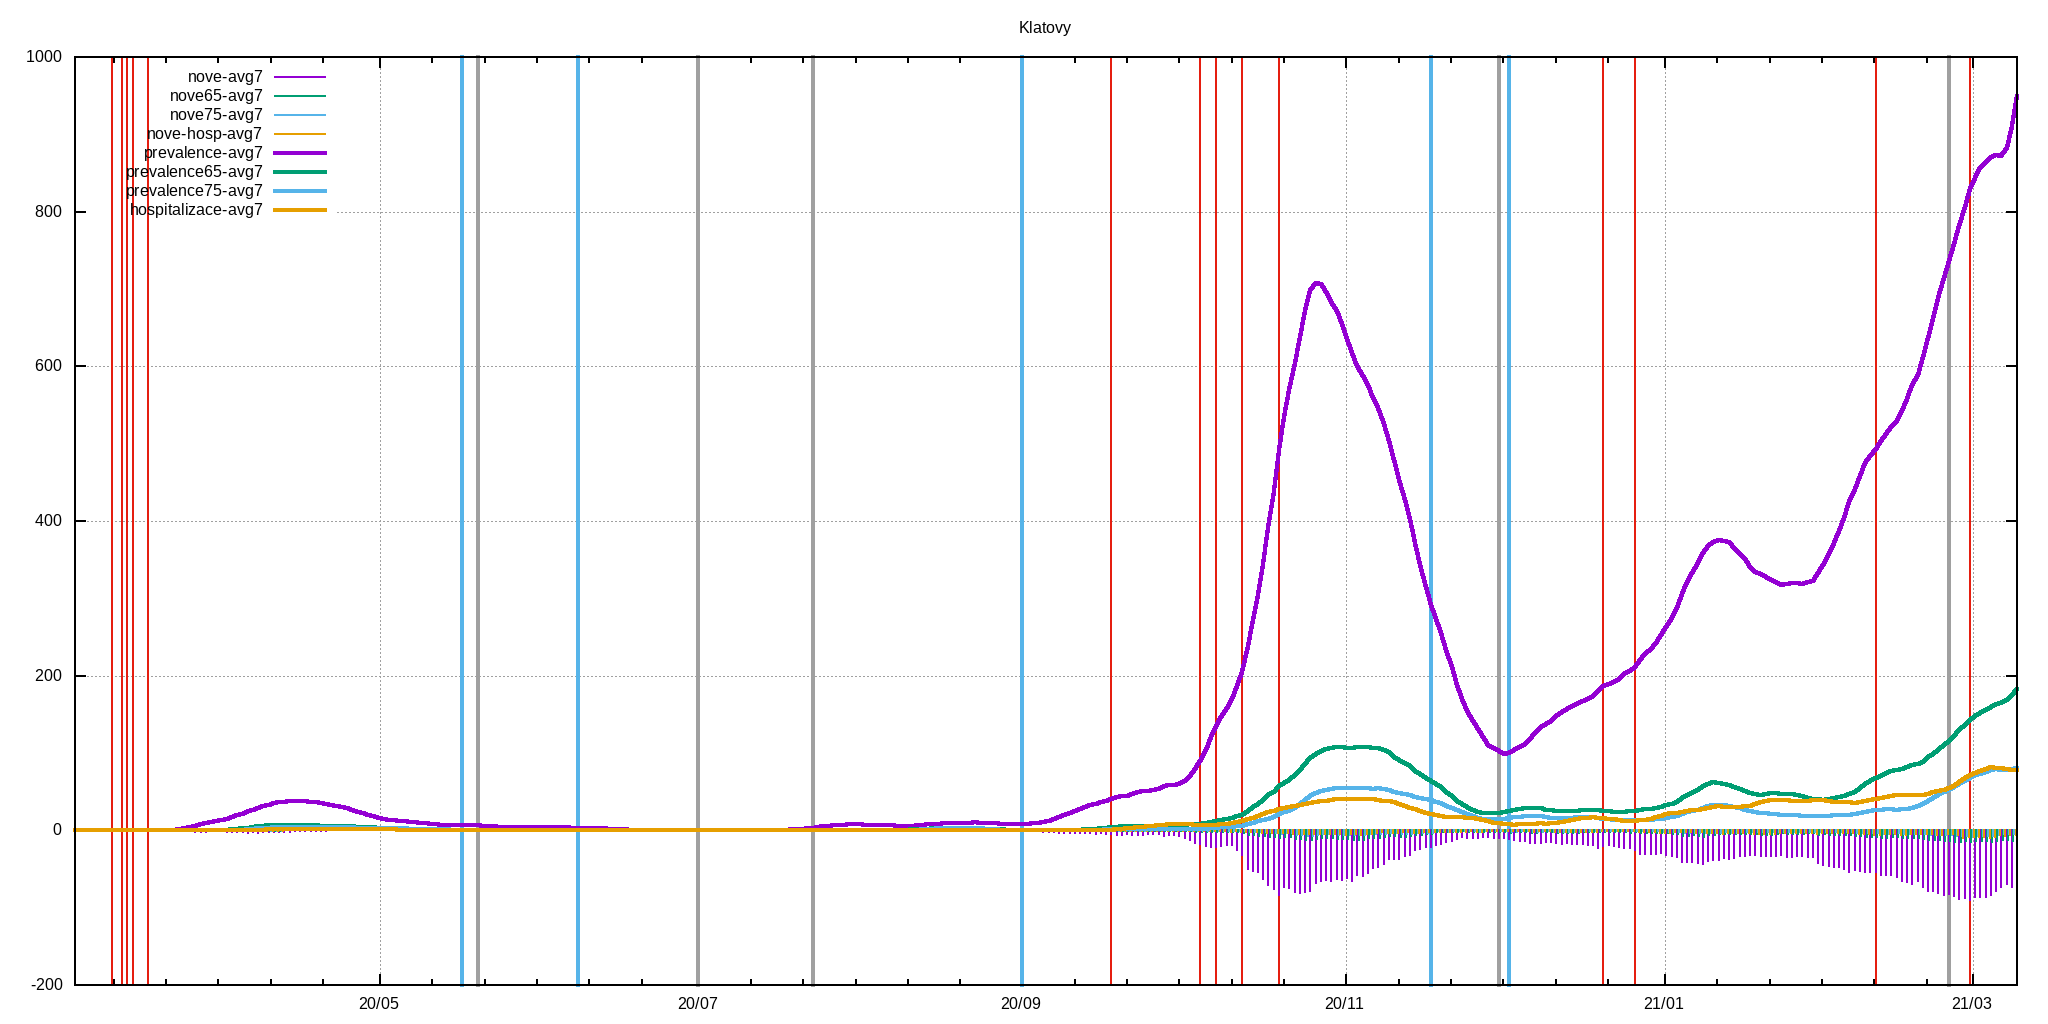 Klatovy
1000
800
600
400
200
0
-200
nove-avg7
nove65-avg7
nove75-avg7
nove-hosp-avg7
prevalence-avg7
prevalence65-avg7
prevalence75-avg7
hospitalizace-avg7
20/05
20/07
20/09
20/11
21/01
21/03